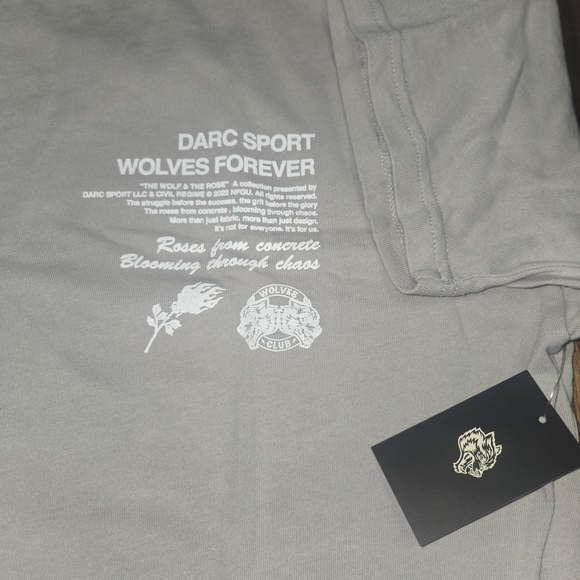 DARC SPORT
WOLVES FOREVER
"THE WOLF & THE ROSE" A collection presented by
DARC SPORT LLC & CIVIL REGIME © 2022 NFQU. All rights reserved.
The struggle before the success, the grit before the glory
The roses from concrete , blooming through chaos.
More than just fabric, more than just design.
It's not for everyone, it's for us.
Roses from concrete
Blooming through chaos
WOLVES
CLUB